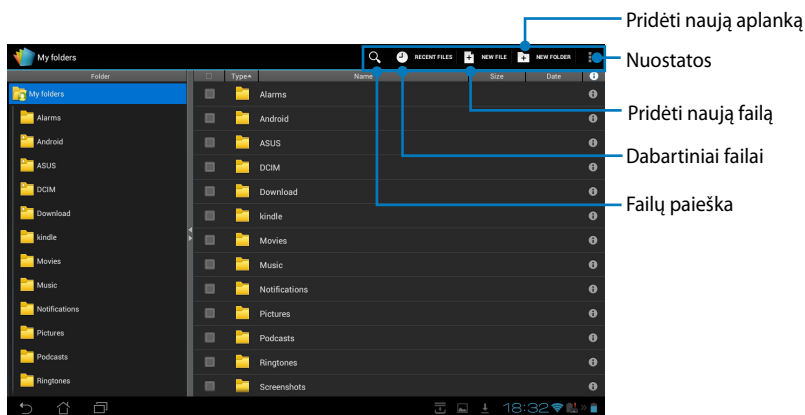 Pridėti naują aplanką
My folders
RECENT FILES
NEW FILE
NEW FOLDER
Nuostatos
Folder
Type
Name
Size
Date
My folders
Alarms
Android
ASUS
DCIM
Download
kindle
Movies
Music
Notifications
Pictures
Podcasts
Ringtones
Alarms
Android
ASUS
DCIM
Download
kindle
Movies
Music
Notifications
Pictures
Podcasts
Ringtones
Screenshots
Pridėti naują failą
Dabartiniai failai
Failų paieška
18:32